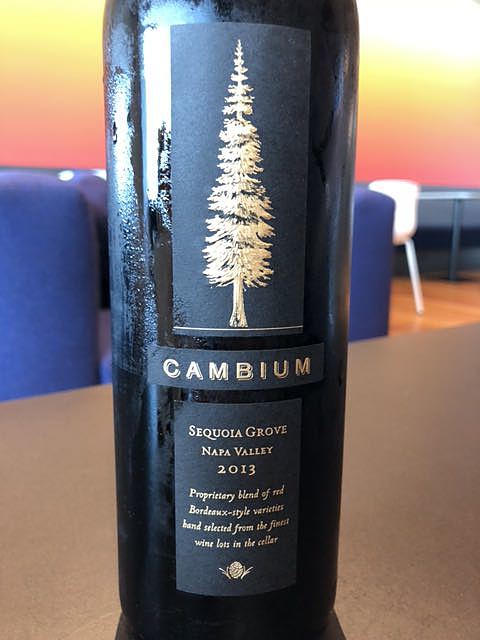 CAMBIUM
SEQUOIA GROVE
NAPA VALLEY
2013
Proprietary blend of red
Bordeaux-style varieties
hand selected from the finest
wine lots in the cellar